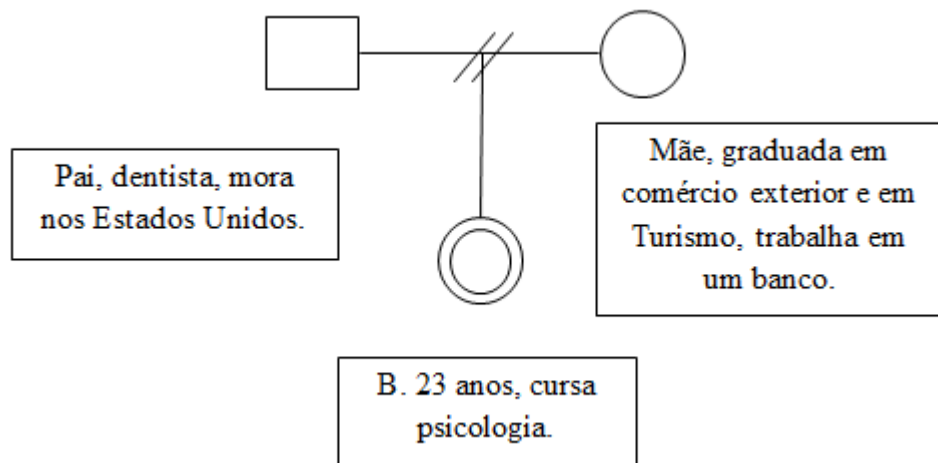 Pai, dentista, mora
nos Estados Unidos.
Mãe, graduada em
comércio exterior e em
Turismo, trabalha em
um banco.
B. 23 anos, cursa
psicologia.